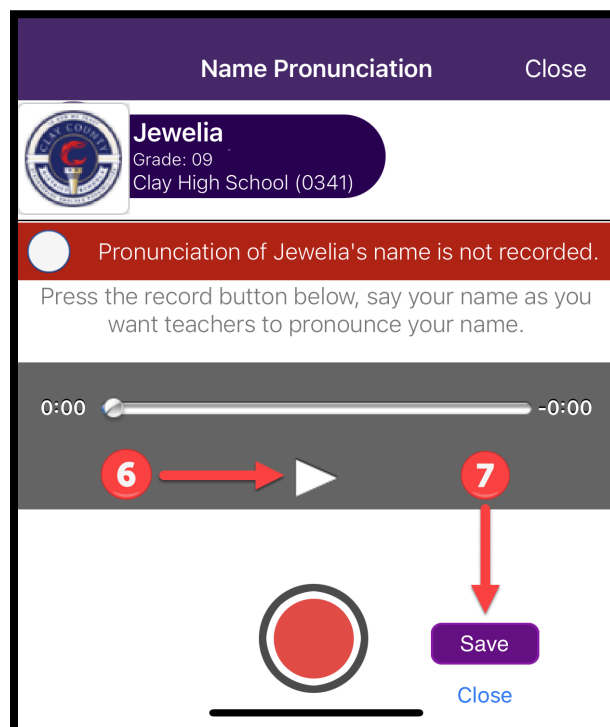 Name Pronunciation Close
CLAY COUNTY
Jewelia
Grade: 09
Clay High School (0341)
Pronunciation of Jewelia's name is not recorded.
Press the record button below, say your name as you
want teachers to pronounce your name.
0:00 -0:00
6 7
Save
Close